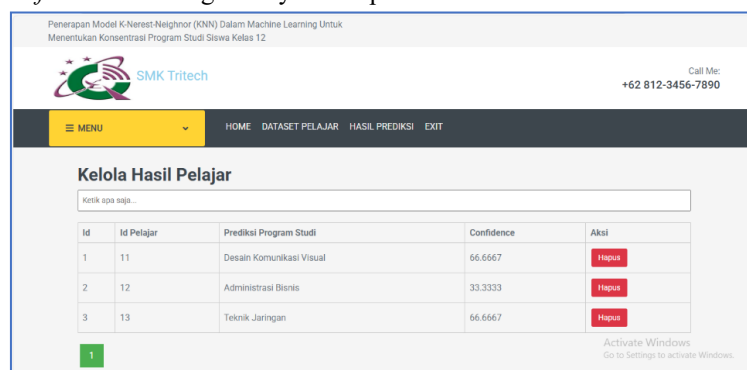 Penerapan Model K-Nerest-Neighnor (KNN) Dalam Machine Learning Untuk
Menentukan Konsentrasi Program Studi Siswa Kelas 12
SMK Tritech
Call Me:
+62 812-3456-7890
MENU
HOME DATASET PELAJAR HASIL PREDIKSI EXIT
Kelola Hasil Pelajar
Ketik apa saja...
Id Id Pelajar Prediksi Program Studi Confidence Aksi
1 11 Desain Komunikasi Visual 66.6667 Hapus
2 12 Administrasi Bisnis 33.3333 Hapus
3 13 Teknik Jaringan 66.6667 Hapus
1
Activate Windows
Go to Settings to activate Windows.